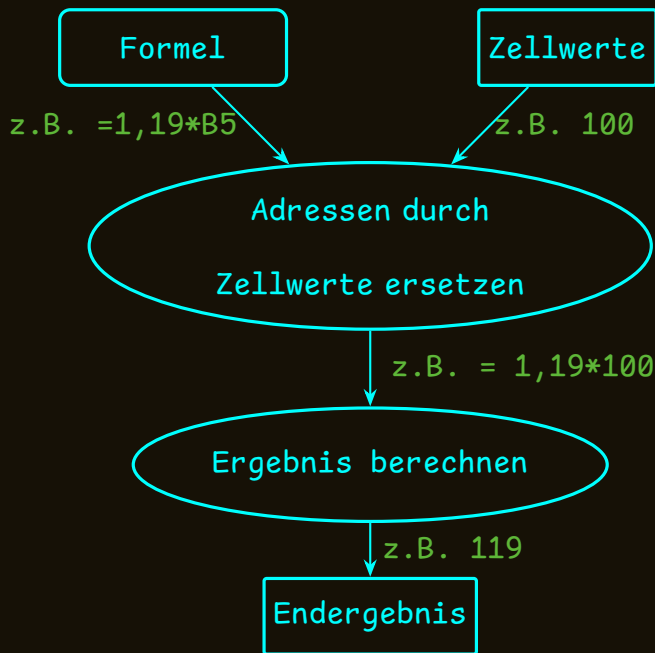 Formel
Zellwerte
z.B. =1,19*B5
z.B. 100
Adressen durch
Zellwerte ersetzen
z.B. = 1,19*100
Ergebnis berechnen
z.B. 119
Endergebnis